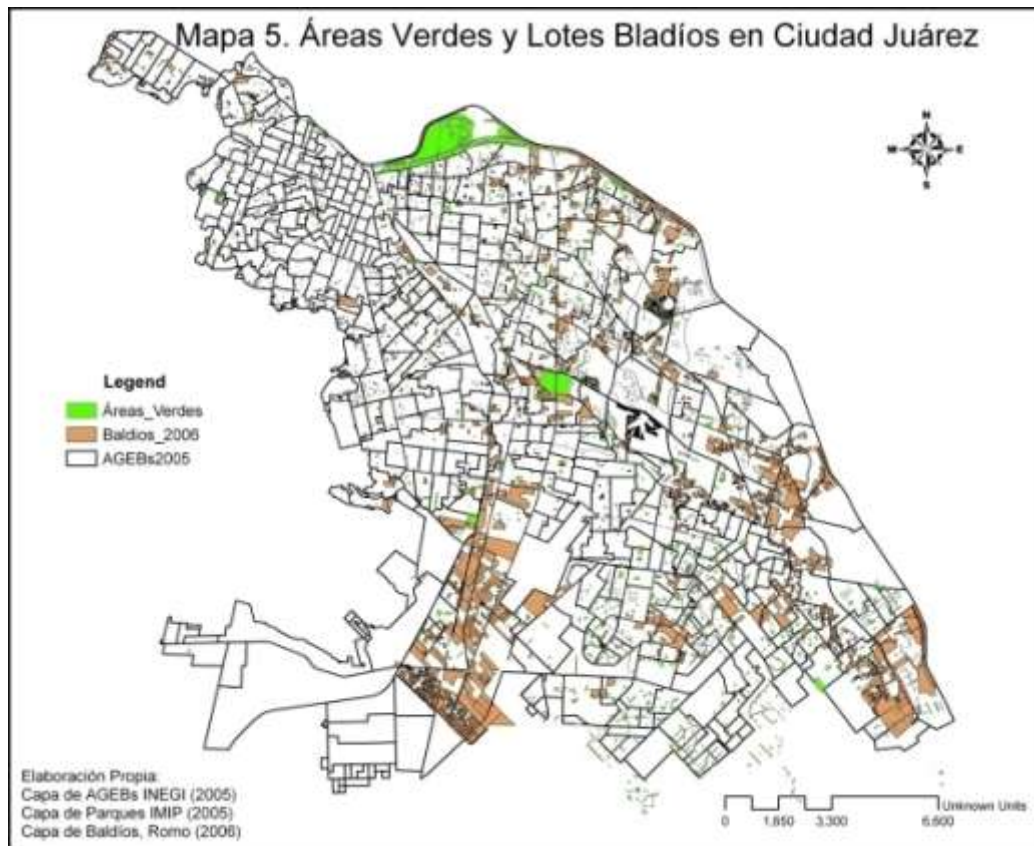 Mapa 5. Áreas Verdes y Lotes Bladíos en Ciudad Juárez
N
W E
S
Legend
Áreas_Verdes
Baldios_2006
AGEBs2005
Elaboración Propia:
Capa de AGEBs INEGI (2005)
Capa de Parques IMIP (2005)
Capa de Baldíos, Romo (2006)
Unknown Units
0 1,650 3,300 6,600